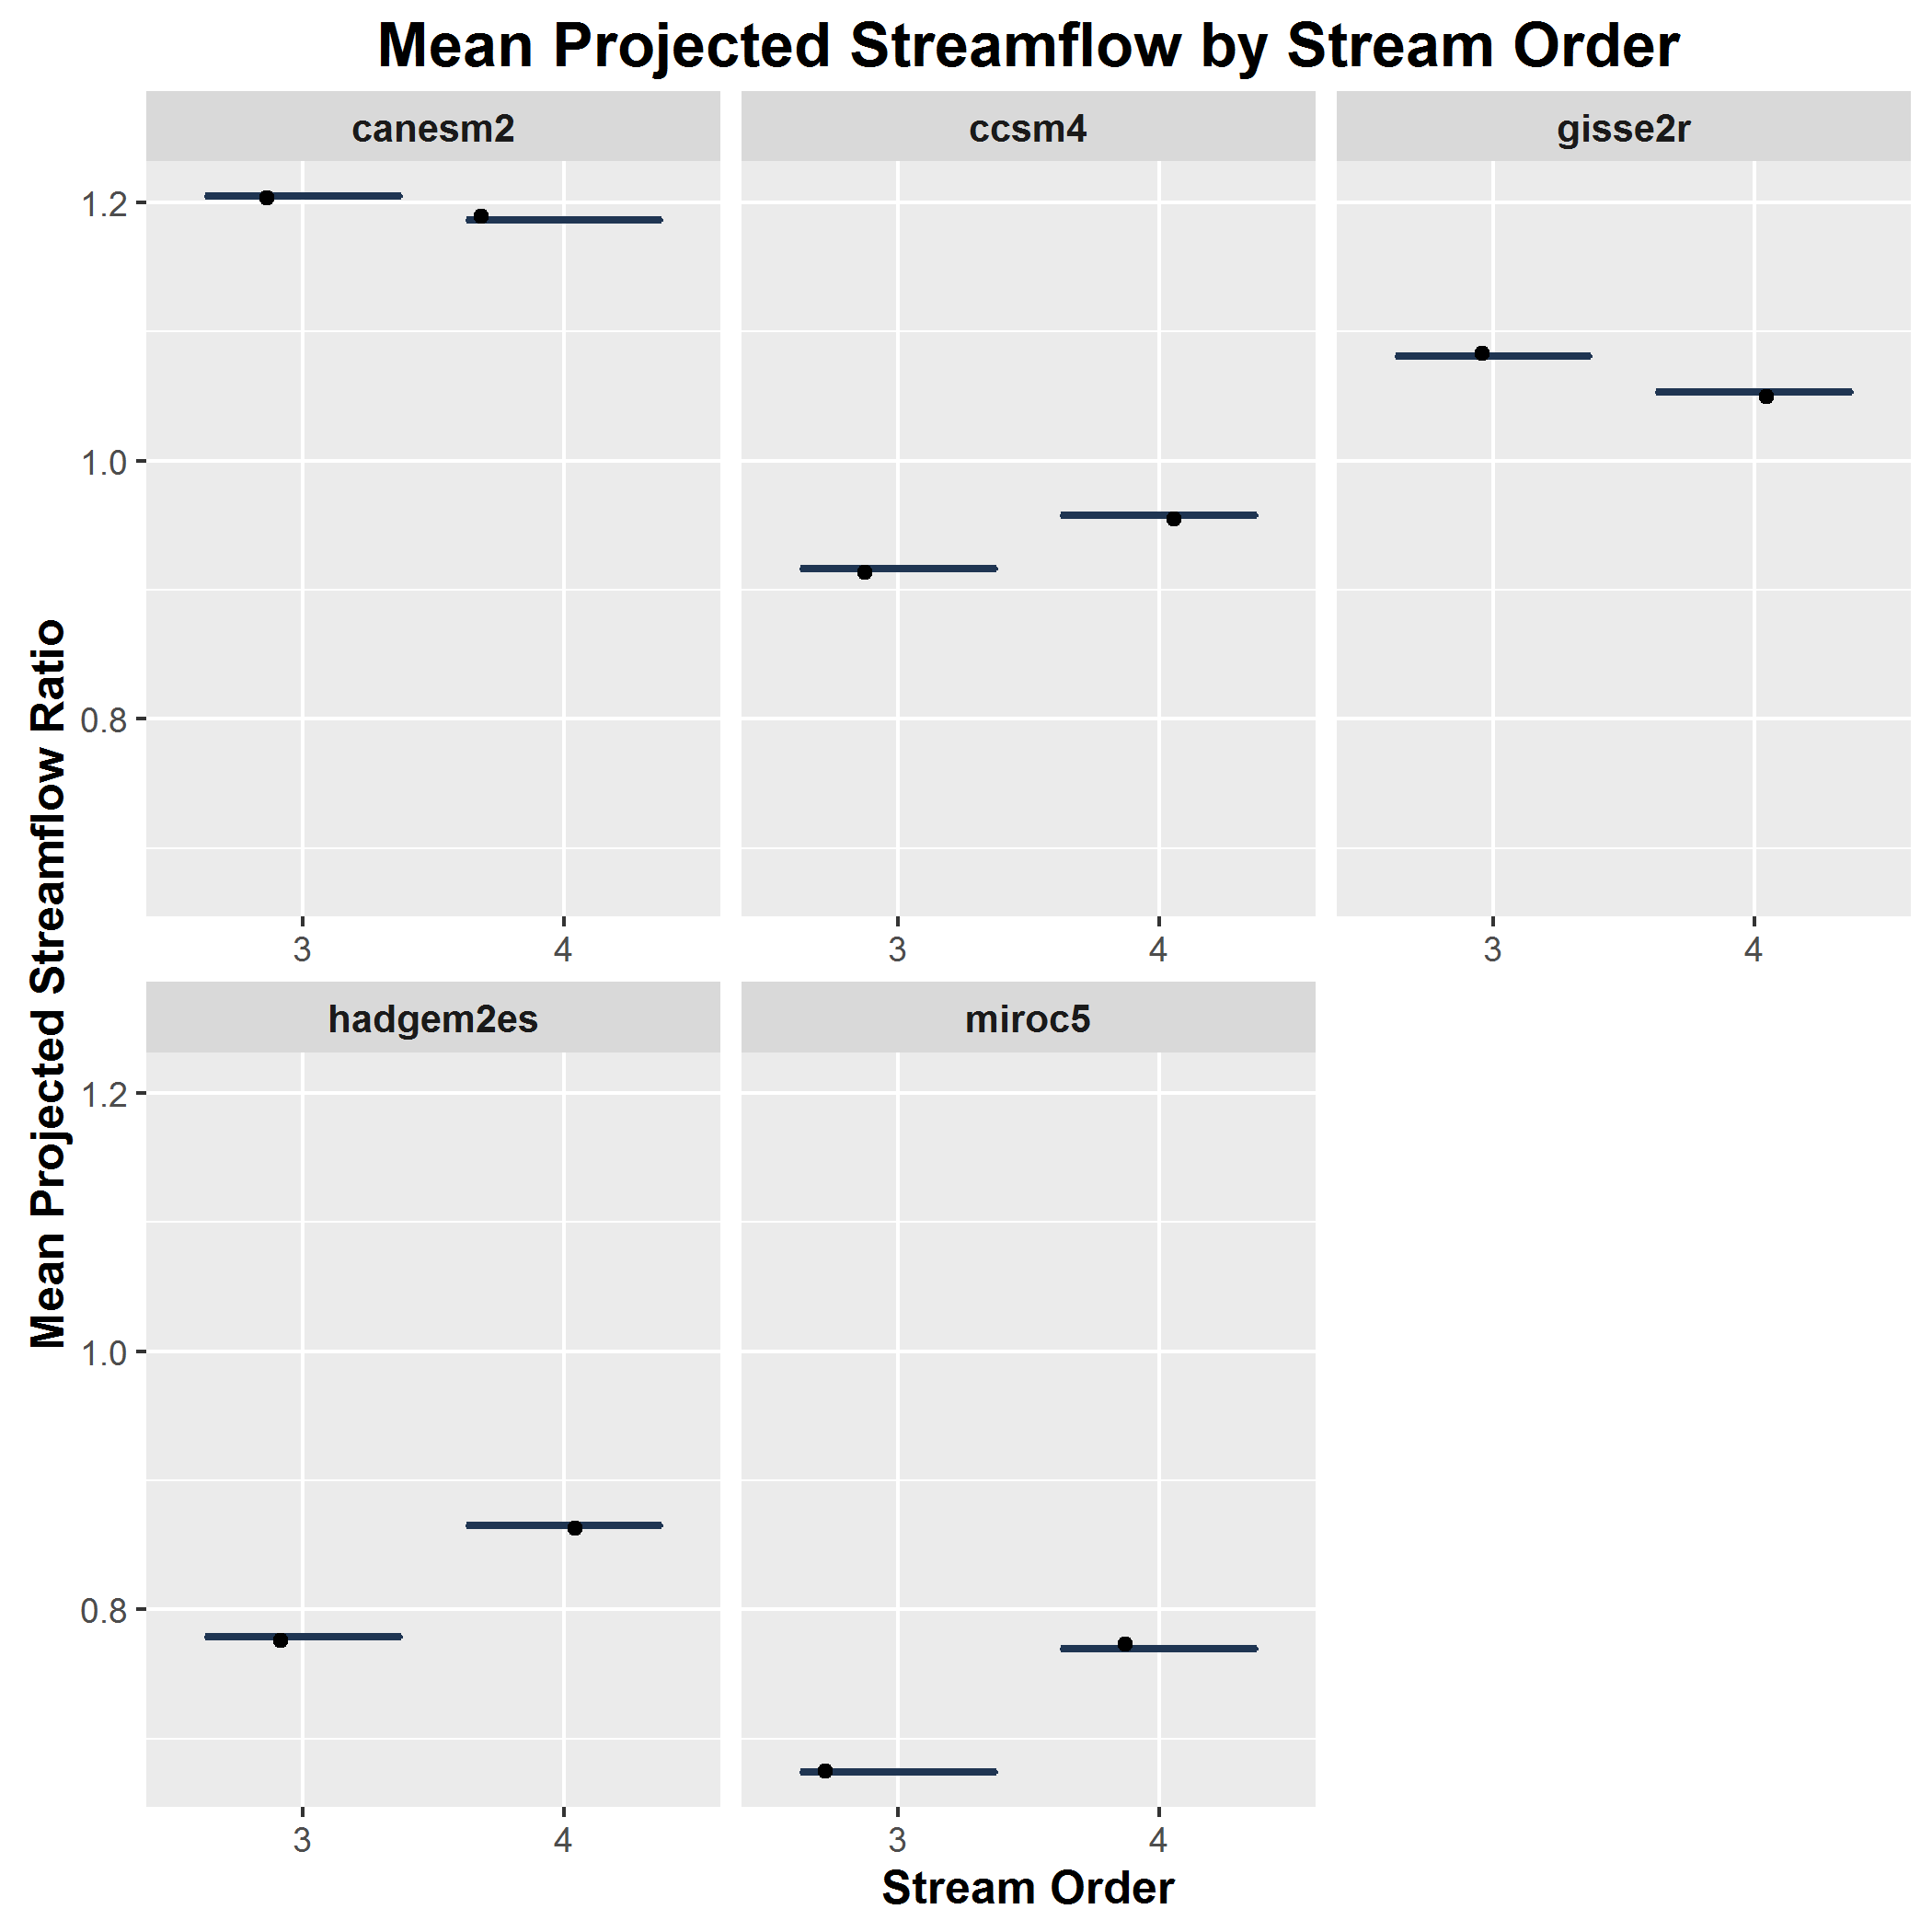 Mean Projected Streamflow by Stream Order
canesm2 ccsm4 gisse2r
1.2
1.0
0.8
3 4 3 4 3 4
hadgem2es miroc5
1.2
1.0
0.8
3 4 3 4
Mean Projected Streamflow Ratio
Stream Order